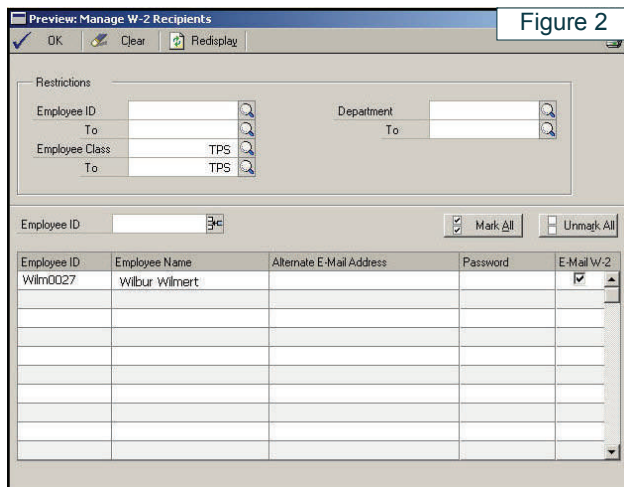 Preview: Manage W-2 Recipients
Figure 2
OK Clear Redisplay
Restrictions
Employee ID Department
To To
Employee Class TPS
To TPS
Employee ID Mark All Unmark All
Employee ID Employee Name Alternate E-Mail Address Password E-Mail W-2
Wilm0027 Wilbur Wilmert